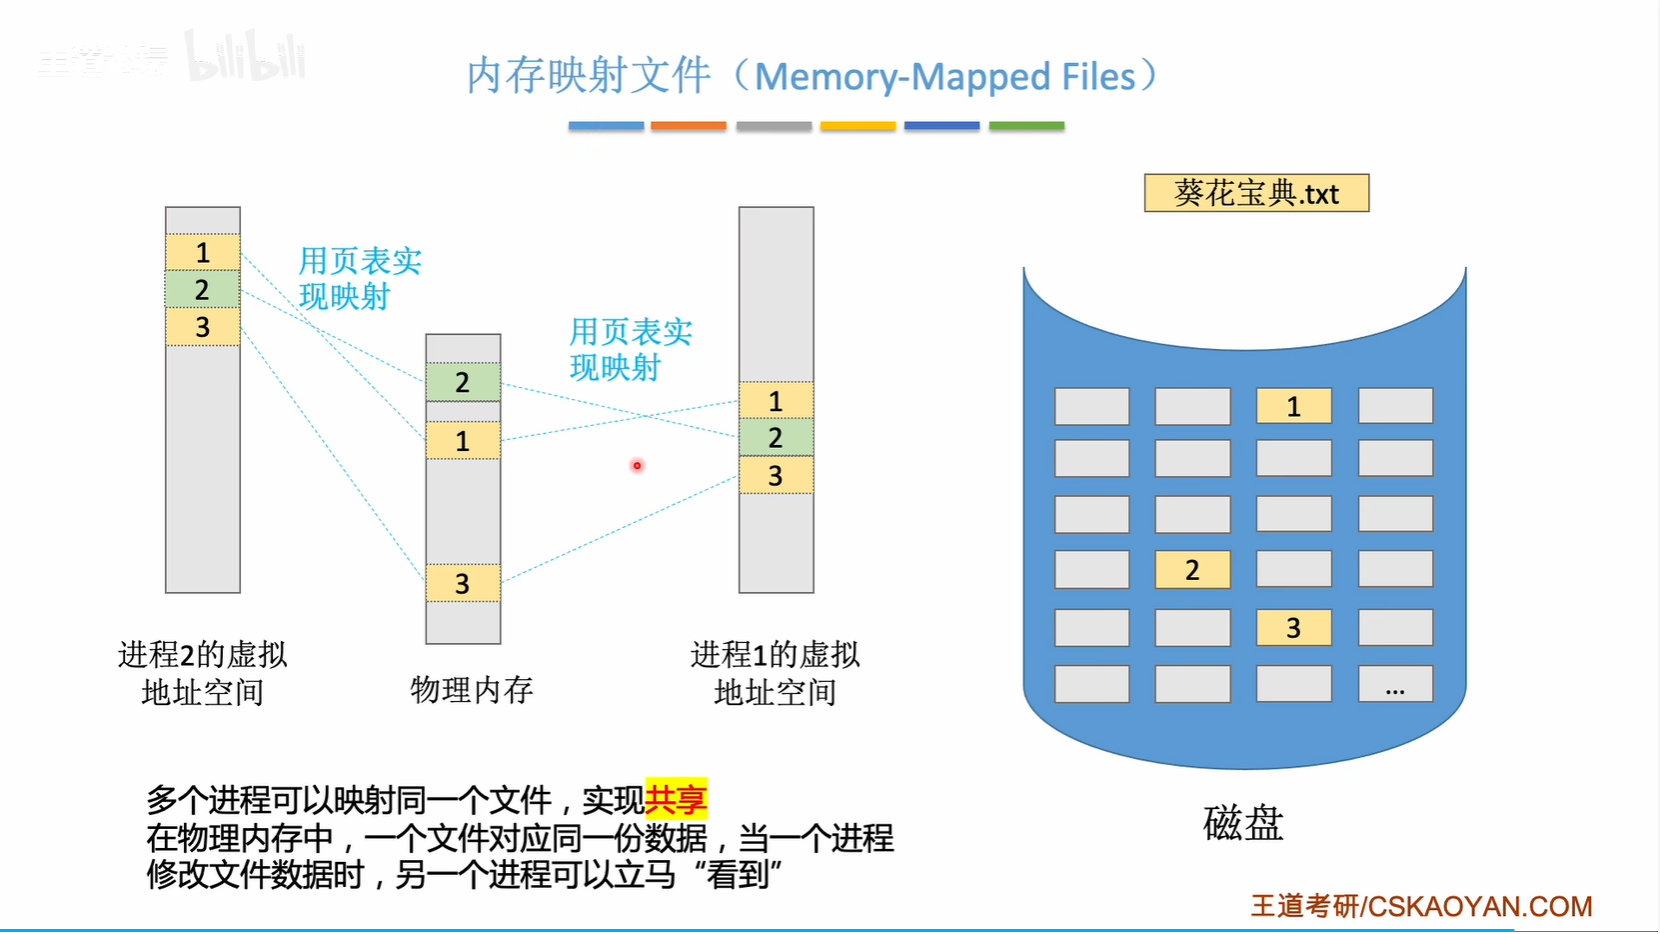 bilibili
内存映射文件（Memory-Mapped Files）
葵花宝典.txt
1
2
3
用页表实
现映射
2
1
3
用页表实
现映射
1
2
3
1
2
3
...
进程2的虚拟
地址空间
物理内存
进程1的虚拟
地址空间
磁盘
多个进程可以映射同一个文件，实现共享
在物理内存中，一个文件对应同一份数据，当一个进程
修改文件数据时，另一个进程可以立马“看到”
王道考研/CSKAOYAN.COM